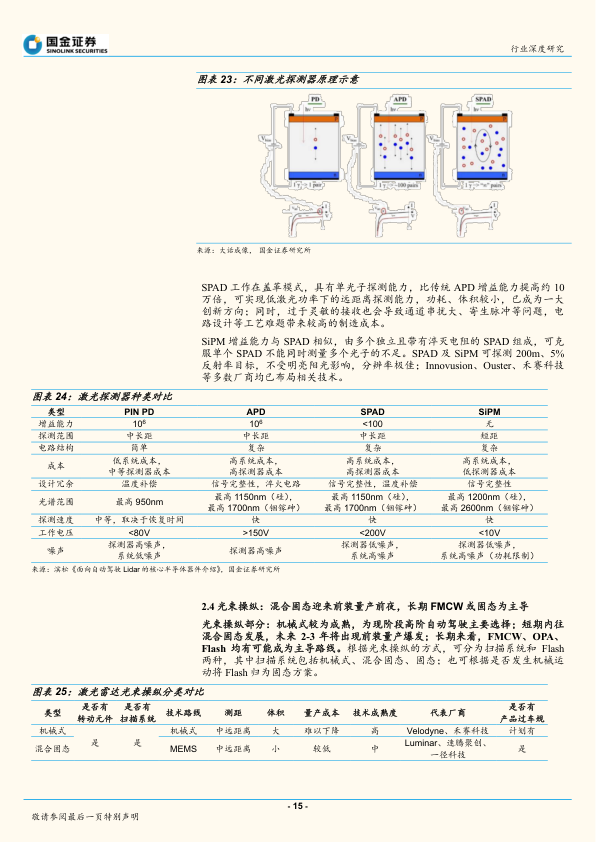 国金证券
SINOLINK SECURITIES
行业深度研究
图表 23：不同激光探测器原理示意
PD
APD
SPAD
hν
hν
hν
来源：大话成像，国金证券研究所
SPAD 工作在盖革模式，具有单光子探测能力，比传统 APD 增益能力提高约 10
万倍，可实现低激光功率下的远距离探测能力，功耗、体积较小，已成为一大
创新方向；同时，过于灵敏的接收也会导致通道串扰大、寄生脉冲等问题，电
路设计等工艺难题带来较高的制造成本。
SiPM 增益能力与 SPAD 相似，由多个独立且带有淬灭电阻的 SPAD 组成，可克
服单个 SPAD 不能同时测量多个光子的不足。SPAD 及 SiPM 可探测 200m、5%
反射率目标，不受明亮阳光影响，分辨率极佳；Innovusion、Ouster、禾赛科技
等多数厂商均已布局相关技术。
图表 24：激光探测器种类对比
类型 PIN PD APD SPAD SiPM
增益能力 10⁶ 10⁶ <100 无
探测范围 中长距 中长距 中长距 短距
电路结构 简单 复杂 复杂 复杂
成本 低系统成本，中等探测器成本 高系统成本，高探测器成本 高系统成本，高探测器成本 高系统成本，低探测器成本
设计冗余 温度补偿 信号完整性，淬火电路 信号完整性，温度补偿 信号完整性
光谱范围 最高 950nm 最高 1150nm（硅），最高 1700nm（铟镓砷） 最高 1150nm（硅），最高 1700nm（铟镓砷） 最高 1200nm（硅），最高 2600nm（铟镓砷）
探测速度 中等，取决于恢复时间 快 快 快
工作电压 <80V >150V <200V <10V
噪声 探测器高噪声，系统低噪声 探测器高噪声 探测器低噪声，系统高噪声 探测器低噪声，系统高噪声（功耗限制）
来源：滨松《面向自动驾驶 Lidar 的核心半导体器件介绍》，国金证券研究所
2.4 光束操纵：混合固态迎来前装量产前夜，长期 FMCW 或固态为主导
光束操纵部分：机械式较为成熟，为现阶段高阶自动驾驶主要选择；短期内往
混合固态发展，未来 2-3 年将出现前装量产爆发；长期来看，FMCW、OPA、
Flash 均有可能成为主导路线。根据光束操纵的方式，可分为扫描系统和 Flash
两种，其中扫描系统包括机械式、混合固态、固态；也可根据是否发生机械运
动将 Flash 归为固态方案。
图表 25：激光雷达光束操纵分类对比
类型 是否有转动元件 是否有扫描系统 技术路线 测距 体积 量产成本 技术成熟度 代表厂商 是否有产品过车规
机械式 是 是 机械式 中远距离 大 难以下降 高 Velodyne、禾赛科技 计划有
混合固态 MEMS 中远距离 小 较低 中 Luminar、速腾聚创、一径科技 是
- 15 -
敬请参阅最后一页特别声明